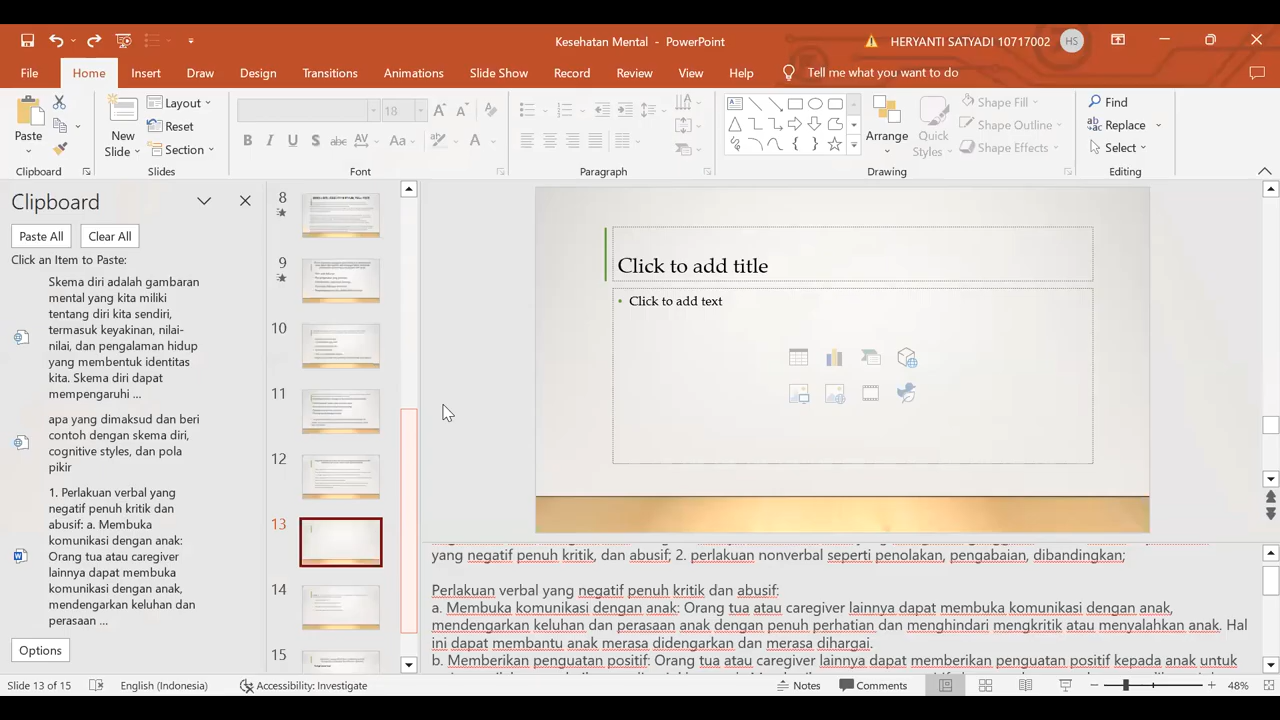 Kesehatan Mental - PowerPoint
HERYANTI SATYADI 10717002
HS
File Home Insert Draw Design Transitions Animations Slide Show Record Review View Help Tell me what you want to do
Paste
Clipboard
New Slide
Layout
Reset
Section
Slides
18
Font
Paragraph
Arrange
Quick Styles
Shape Fill
Shape Outline
Shape Effects
Drawing
Find
Replace
Select
Editing
Clipboard
Paste All Clear All
Click an Item to Paste:
Skema diri adalah gambaran
mental yang kita miliki
tentang diri kita sendiri,
termasuk keyakinan, nilai-
nilai, dan pengalaman hidup
yang membentuk identitas
kita. Skema diri dapat
mempengaruhi ...
apa yang dimaksud dan beri
contoh dengan skema diri,
cognitive styles, dan pola
pikir
1. Perlakuan verbal yang
negatif penuh kritik dan
abusif: a. Membuka
komunikasi dengan anak:
Orang tua atau caregiver
lainnya dapat membuka
komunikasi dengan anak,
mendengarkan keluhan dan
perasaan ...
Options
8
9
10
11
12
13
14
15
Click to add title
• Click to add text
yang negatif penuh kritik, dan abusif; 2. perlakuan nonverbal seperti penolakan, pengabaian, dibandingkan;
Perlakuan verbal yang negatif penuh kritik dan abusif:
a. Membuka komunikasi dengan anak: Orang tua atau caregiver lainnya dapat membuka komunikasi dengan anak,
mendengarkan keluhan dan perasaan anak dengan penuh perhatian dan menghindari mengkritik atau menyalahkan anak. Hal
ini dapat membantu anak merasa didengarkan dan merasa dihargai.
b. Memberikan penguatan positif: Orang tua atau caregiver lainnya dapat memberikan penguatan positif kepada anak untuk
Slide 13 of 15 English (Indonesia) Accessibility: Investigate Notes Comments 48%